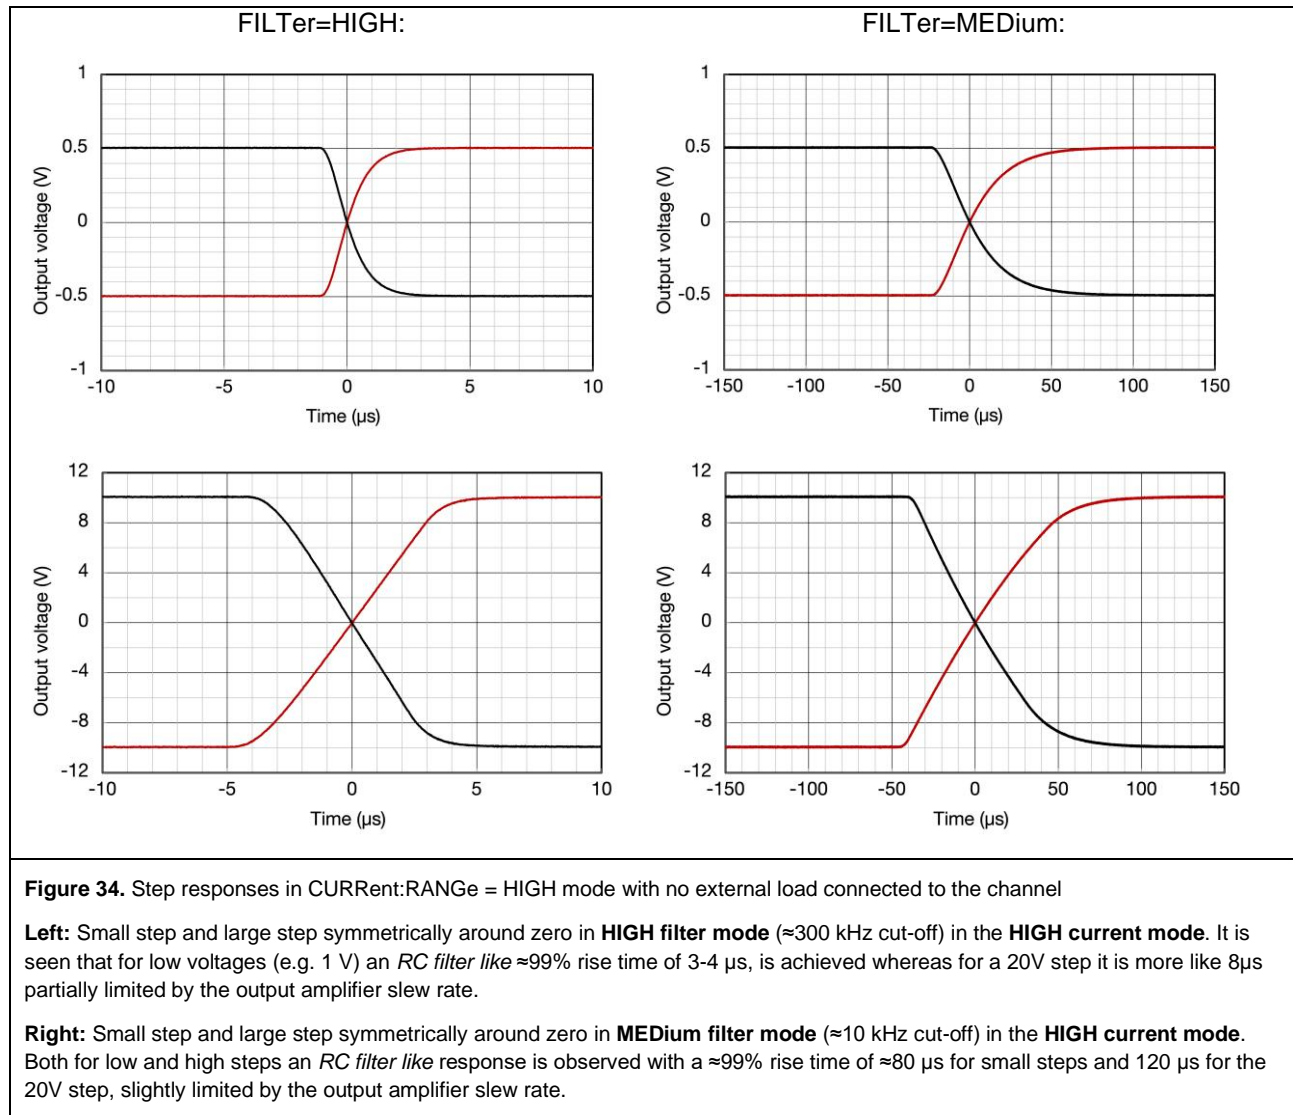 FILTer=HIGH:
FILTer=MEDium:
1
0.5
0
-0.5
-1
Output voltage (V)
-10
-5
0
5
10
Time (µs)
1
0.5
0
-0.5
-1
Output voltage (V)
-150
-100
-50
0
50
100
150
Time (µs)
12
8
4
0
-4
-8
-12
Output voltage (V)
-10
-5
0
5
10
Time (µs)
12
8
4
0
-4
-8
-12
Output voltage (V)
-150
-100
-50
0
50
100
150
Time (µs)
Figure 34. Step responses in CURRent:RANGe = HIGH mode with no external load connected to the channel
Left: Small step and large step symmetrically around zero in HIGH filter mode (≈300 kHz cut-off) in the HIGH current mode. It is
seen that for low voltages (e.g. 1 V) an RC filter like ≈99% rise time of 3-4 µs, is achieved whereas for a 20V step it is more like 8µs
partially limited by the output amplifier slew rate.
Right: Small step and large step symmetrically around zero in MEDium filter mode (≈10 kHz cut-off) in the HIGH current mode.
Both for low and high steps an RC filter like response is observed with a ≈99% rise time of ≈80 µs for small steps and 120 µs for the
20V step, slightly limited by the output amplifier slew rate.